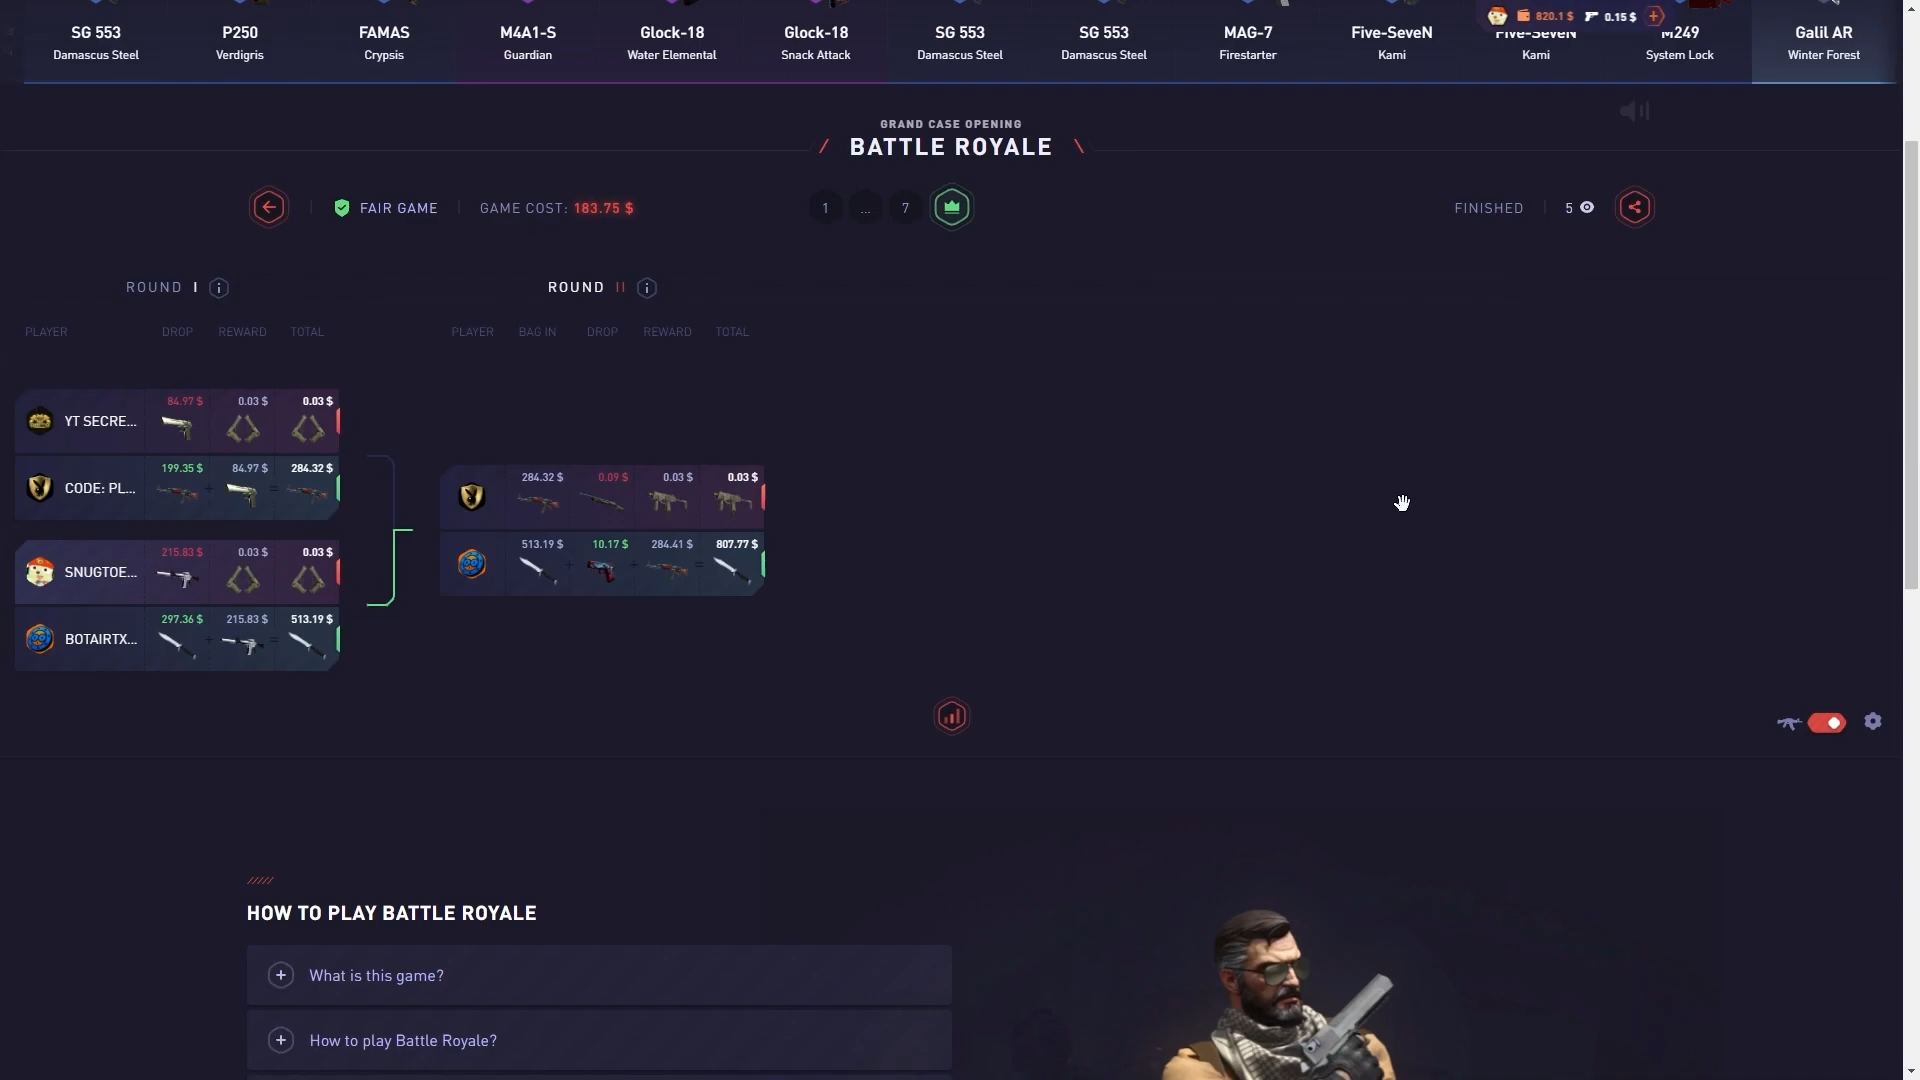 SG 553
Damascus Steel
P250
Verdigris
FAMAS
Crypsis
M4A1-S
Guardian
Glock-18
Water Elemental
Glock-18
Snack Attack
SG 553
Damascus Steel
SG 553
Damascus Steel
MAG-7
Firestarter
Five-SeveN
Kami
Five-SeveN
Kami
M249
System Lock
Galil AR
Winter Forest
820.1 $ 0.15 $
GRAND CASE OPENING
/ BATTLE ROYALE \
FAIR GAME
GAME COST: 183.75 $
1 ... 7
FINISHED
5
ROUND I
ROUND II
PLAYER DROP REWARD TOTAL
PLAYER BAG IN DROP REWARD TOTAL
YT SECRE... 84.97 $ 0.03 $ 0.03 $
CODE: PL... 199.35 $ + 84.97 $ = 284.32 $
SNUGTOE... 215.83 $ 0.03 $ 0.03 $
BOTAIRTX... 297.36 $ + 215.83 $ = 513.19 $
284.32 $ 0.09 $ 0.03 $ 0.03 $
513.19 $ + 10.17 $ + 284.41 $ = 807.77 $
HOW TO PLAY BATTLE ROYALE
What is this game?
How to play Battle Royale?